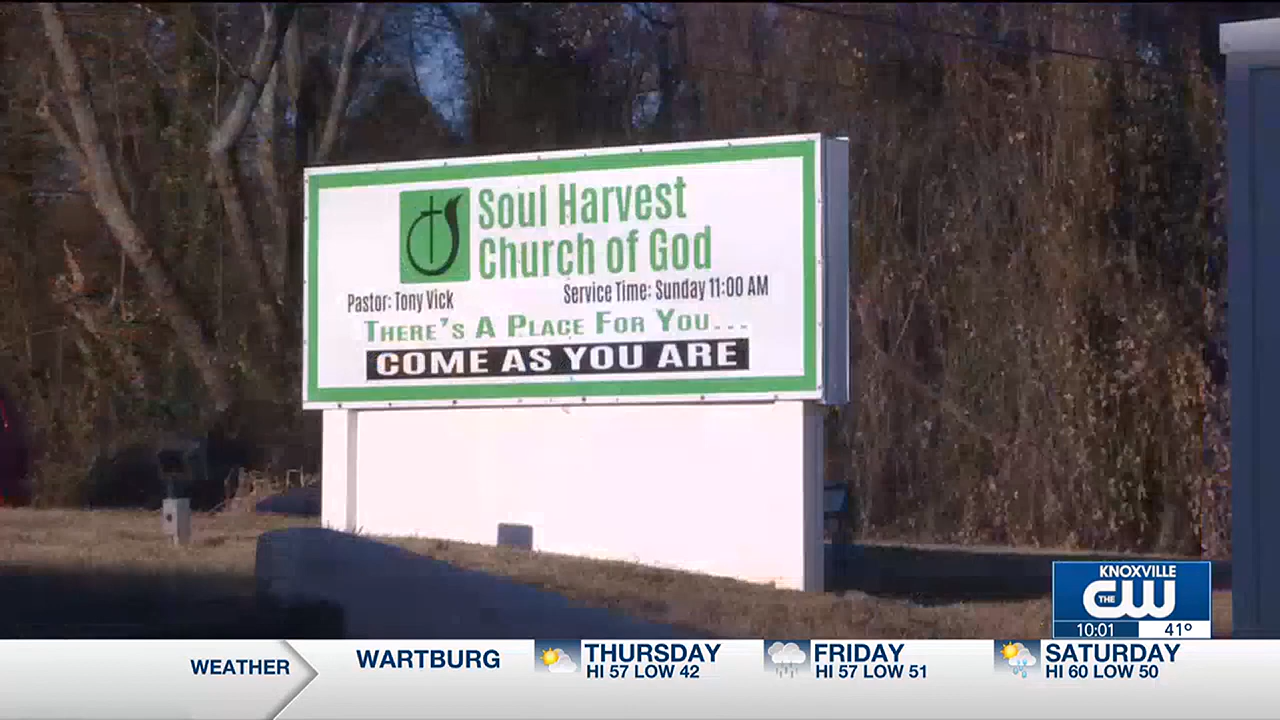 Soul Harvest
Church of God
Pastor: Tony Vick
Service Time: Sunday 11:00 AM
THERE'S A PLACE FOR YOU...
COME AS YOU ARE
KNOXVILLE
THE CW
10:01 41°
WEATHER
WARTBURG
THURSDAY
HI 57 LOW 42
FRIDAY
HI 57 LOW 51
SATURDAY
HI 60 LOW 50